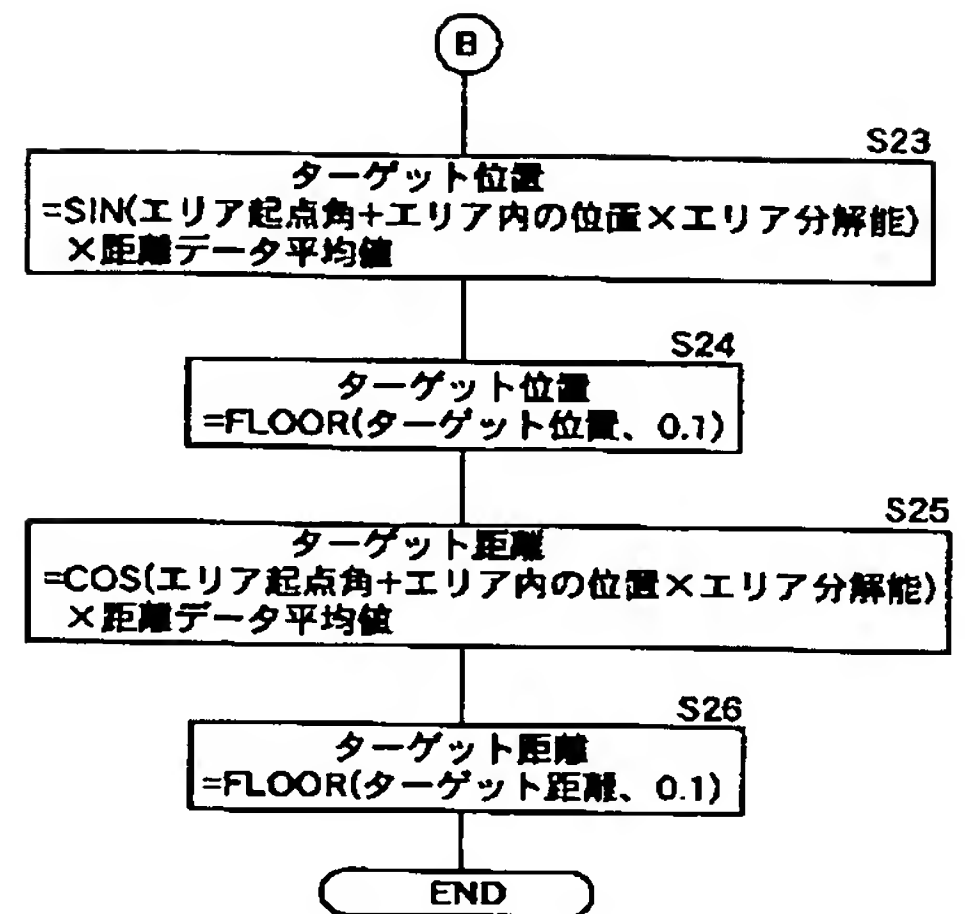 B
S23
ターゲット位置
=SIN(エリア起点角+エリア内の位置×エリア分解能)
×距離データ平均値
S24
ターゲット位置
=FLOOR(ターゲット位置、0.1)
S25
ターゲット距離
=COS(エリア起点角+エリア内の位置×エリア分解能)
×距離データ平均値
S26
ターゲット距離
=FLOOR(ターゲット距離、0.1)
END